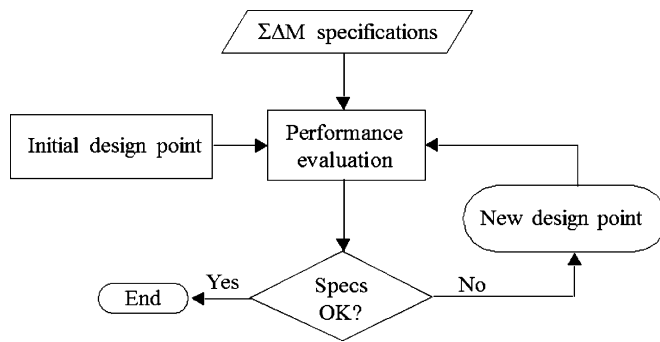 ΣΔM specifications
Initial design point
Performance
evaluation
New design point
Specs
OK?
Yes
No
End